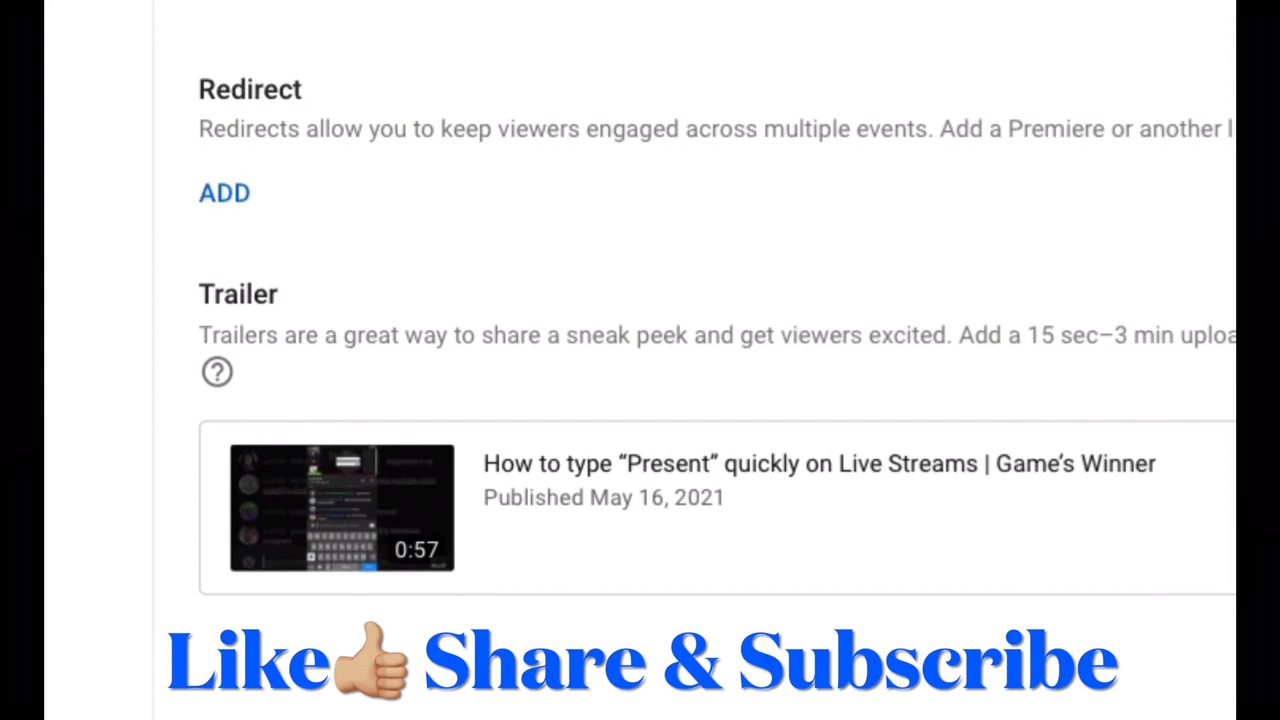 Redirect
Redirects allow you to keep viewers engaged across multiple events. Add a Premiere or another l
ADD
Trailer
Trailers are a great way to share a sneak peek and get viewers excited. Add a 15 sec–3 min uploa
?
How to type “Present” quickly on Live Streams | Game’s Winner
Published May 16, 2021
0:57
Like👍🏼 Share & Subscribe